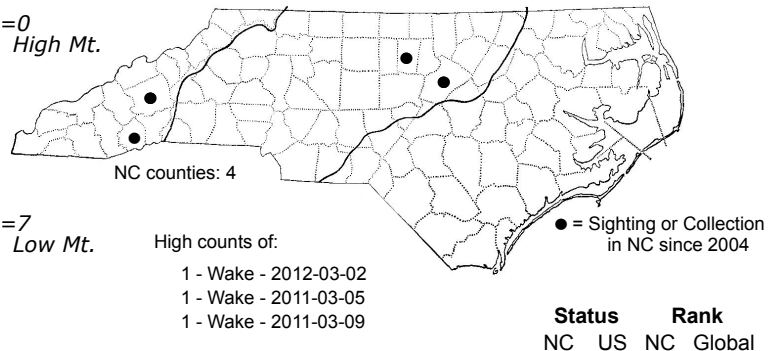 =0
High Mt.
NC counties: 4
=7
Low Mt.
High counts of:
1 - Wake - 2012-03-02
1 - Wake - 2011-03-05
1 - Wake - 2011-03-09
● = Sighting or Collection
in NC since 2004
Status Rank
NC US NC Global